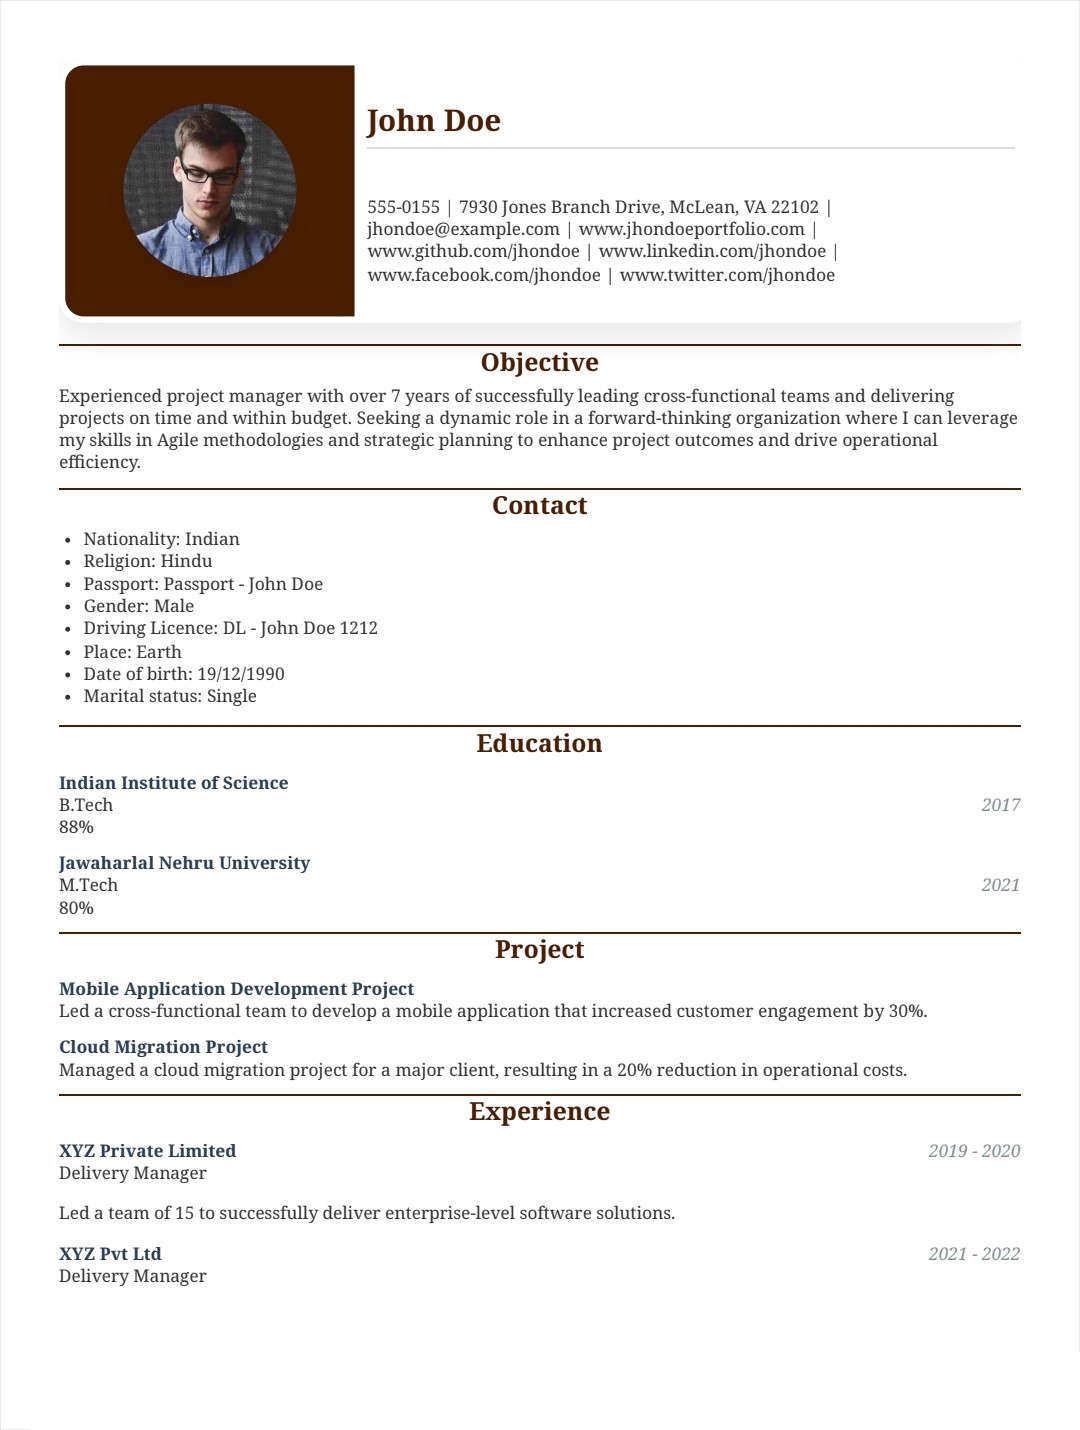 John Doe
555-0155 | 7930 Jones Branch Drive, McLean, VA 22102 |
jhondoe@example.com | www.jhondoeportfolio.com |
www.github.com/jhondoe | www.linkedin.com/jhondoe |
www.facebook.com/jhondoe | www.twitter.com/jhondoe
Objective
Experienced project manager with over 7 years of successfully leading cross-functional teams and delivering
projects on time and within budget. Seeking a dynamic role in a forward-thinking organization where I can leverage
my skills in Agile methodologies and strategic planning to enhance project outcomes and drive operational
efficiency.
Contact
• Nationality: Indian
• Religion: Hindu
• Passport: Passport - John Doe
• Gender: Male
• Driving Licence: DL - John Doe 1212
• Place: Earth
• Date of birth: 19/12/1990
• Marital status: Single
Education
Indian Institute of Science
B.Tech 2017
88%
Jawaharlal Nehru University
M.Tech 2021
80%
Project
Mobile Application Development Project
Led a cross-functional team to develop a mobile application that increased customer engagement by 30%.
Cloud Migration Project
Managed a cloud migration project for a major client, resulting in a 20% reduction in operational costs.
Experience
XYZ Private Limited 2019 - 2020
Delivery Manager
Led a team of 15 to successfully deliver enterprise-level software solutions.
XYZ Pvt Ltd 2021 - 2022
Delivery Manager